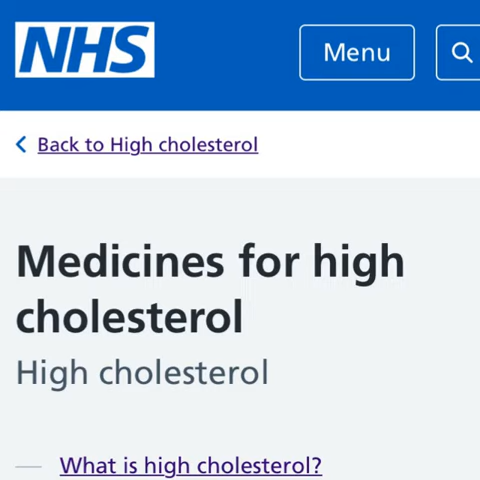 NHS
Menu
Back to High cholesterol
Medicines for high
cholesterol
High cholesterol
What is high cholesterol?